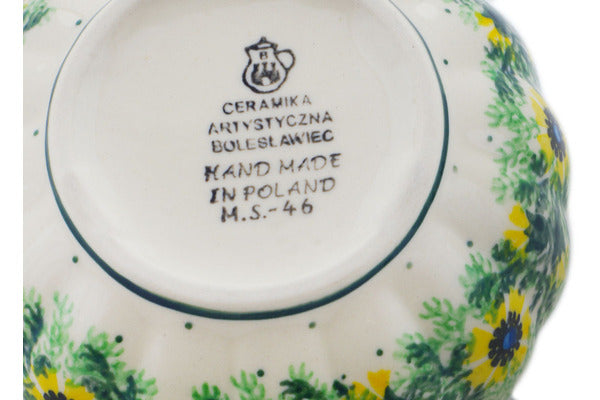 B
CERAMIKA
ARTYSTYCZNA
BOLESŁAWIEC
HAND MADE
IN POLAND
M.S.-46